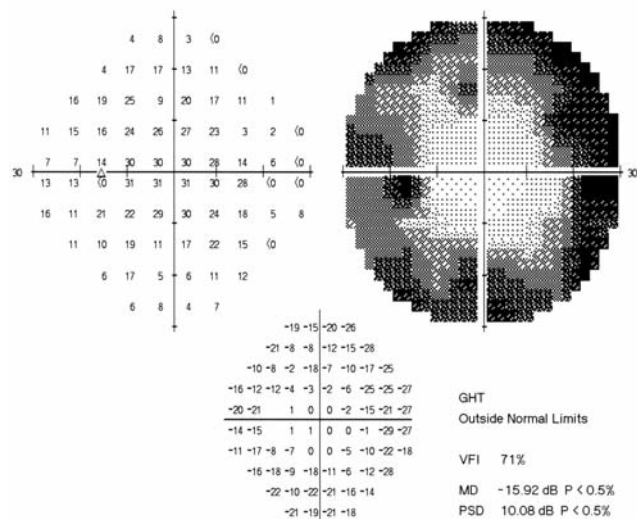 4 8 3 <0
4 17 17 13 11 <0
16 19 25 9 20 17 11 1
11 15 16 24 26 27 23 3 2 <0
7 7 14 30 30 30 28 14 6 <0
30 30 30
13 13 <0 31 31 31 30 28 <0 <0
16 11 21 22 29 30 24 18 5 8
11 10 19 11 17 22 15 <0
6 17 5 6 11 12
6 8 4 7
-19 -15 -20 -26
-21 -8 -8 -12 -15 -28
-10 -8 -2 -18 -7 -10 -17 -25
-16 -12 -12 -4 -3 -2 -6 -25 -25 -27
-20 -21 1 0 0 -2 -15 -21 -27
-14 -15 1 1 0 0 -1 -29 -27
-11 -17 -8 -7 0 0 -5 -10 -22 -18
-16 -18 -9 -18 -11 -6 -12 -28
-22 -10 -22 -21 -16 -14
-21 -19 -21 -18
GHT
Outside Normal Limits
VFI 71%
MD -15.92 dB P < 0.5%
PSD 10.08 dB P < 0.5%